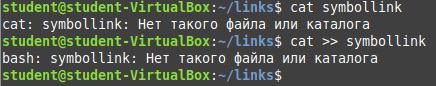 student@student-VirtualBox:~/links$ cat symbollink
cat: symbollink: Нет такого файла или каталога
student@student-VirtualBox:~/links$ cat >> symbollink
bash: symbollink: Нет такого файла или каталога
student@student-VirtualBox:~/links$